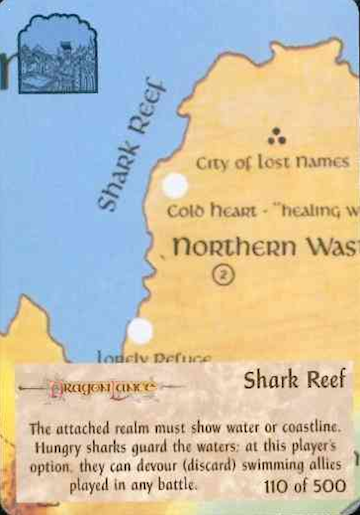 Shark Reef
City of Lost Names
Cold Heart - "healing w
Northern Was
2
Lonely Refuge
DragonLance
Shark Reef
The attached realm must show water or coastline.
Hungry sharks guard the waters; at this player's
option, they can devour (discard) swimming allies
played in any battle.
110 of 500